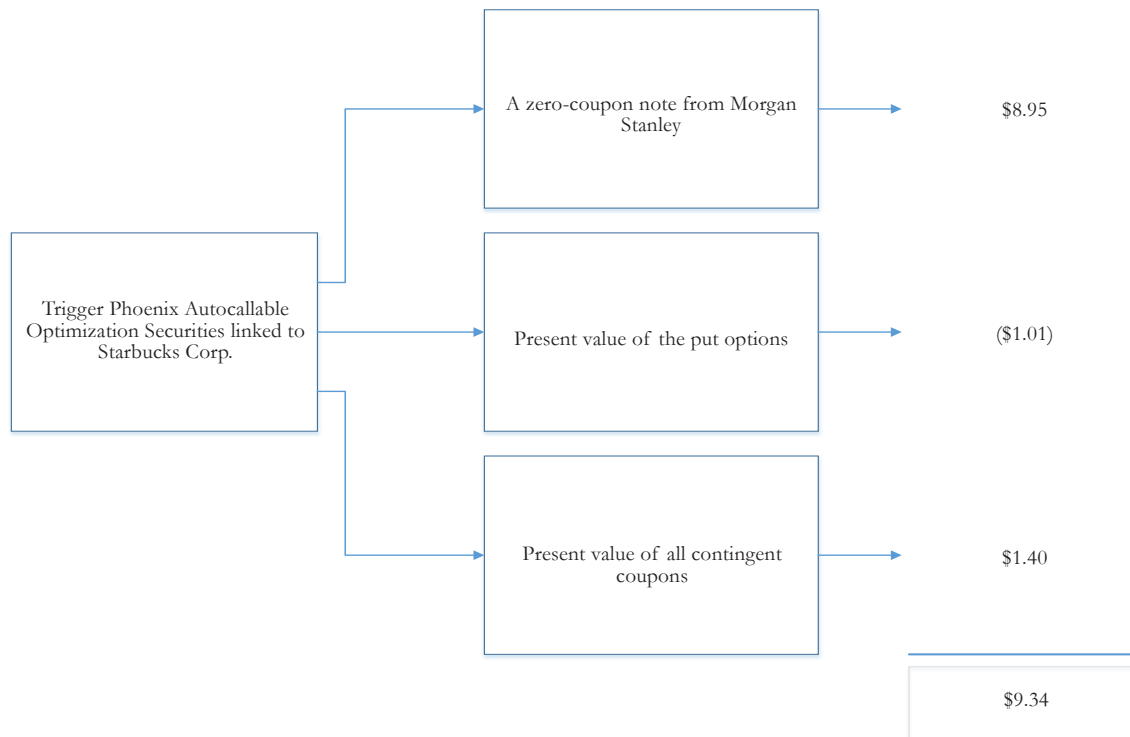 A zero-coupon note from Morgan
Stanley
$8.95
Trigger Phoenix Autocallable
Optimization Securities linked to
Starbucks Corp.
Present value of the put options
($1.01)
Present value of all contingent
coupons
$1.40
$9.34